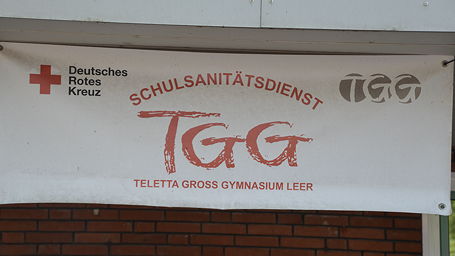 Deutsches
Rotes
Kreuz
SCHULSANITÄTSDIENST
TGG
TGG
TELETTA GROSS GYMNASIUM LEER